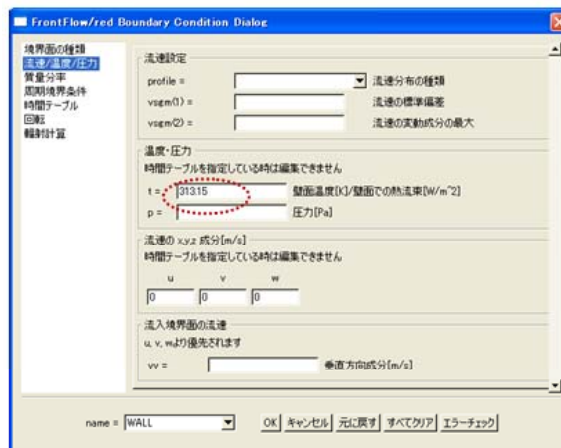 FrontFlow/red Boundary Condition Dialog
境界面の種類
流速/温度/圧力
質量分率
周期境界条件
時間テーブル
回転
輻射計算
流速設定
profile = 流速分布の種類
vsgm(1) = 流速の標準偏差
vsgm(2) = 流速の変動成分の最大
温度・圧力
時間テーブルを指定している時は編集できません
t = 313.15 壁面温度[K]/壁面での熱流束[W/m^2]
p = 圧力[Pa]
流速の x,y,z 成分[m/s]
時間テーブルを指定している時は編集できません
u v w
0 0 0
流入境界面の流速
u, v, wより優先されます
vv = 垂直方向成分[m/s]
name = WALL OK キャンセル 元に戻す すべてクリア エラーチェック